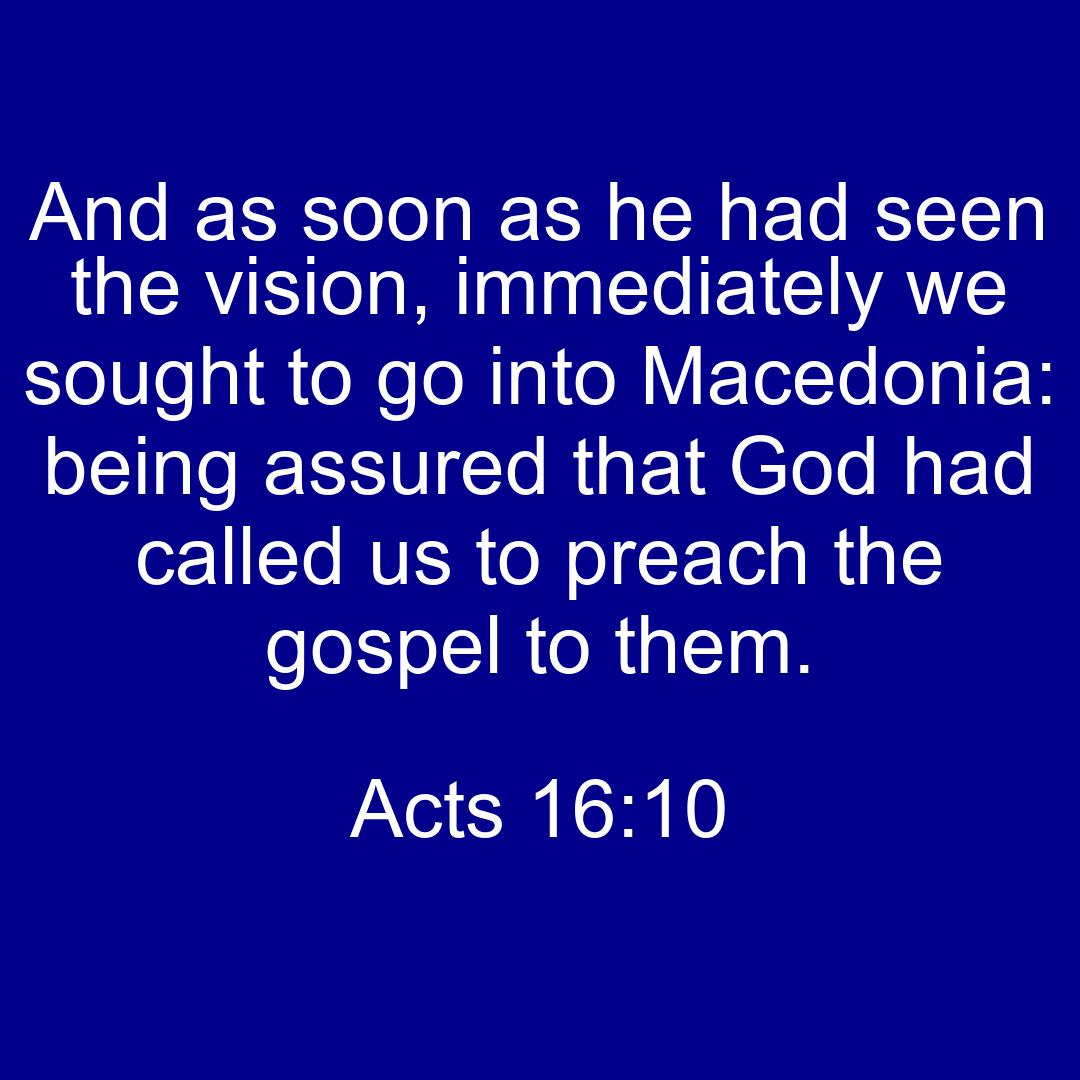 And as soon as he had seen
the vision, immediately we
sought to go into Macedonia:
being assured that God had
called us to preach the
gospel to them.
Acts 16:10